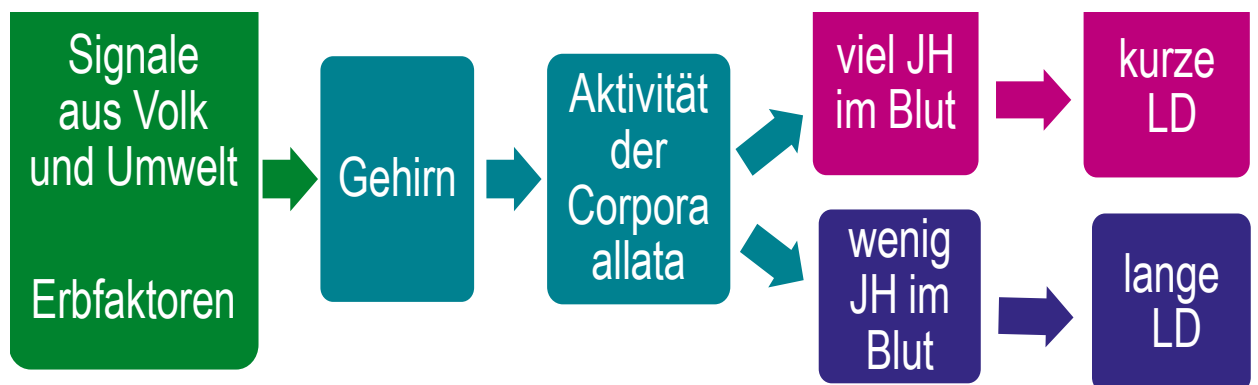 Signale
aus Volk
und Umwelt
Erbfaktoren
Gehirn
Aktivität
der
Corpora
allata
viel JH
im Blut
kurze
LD
wenig
JH im
Blut
lange
LD